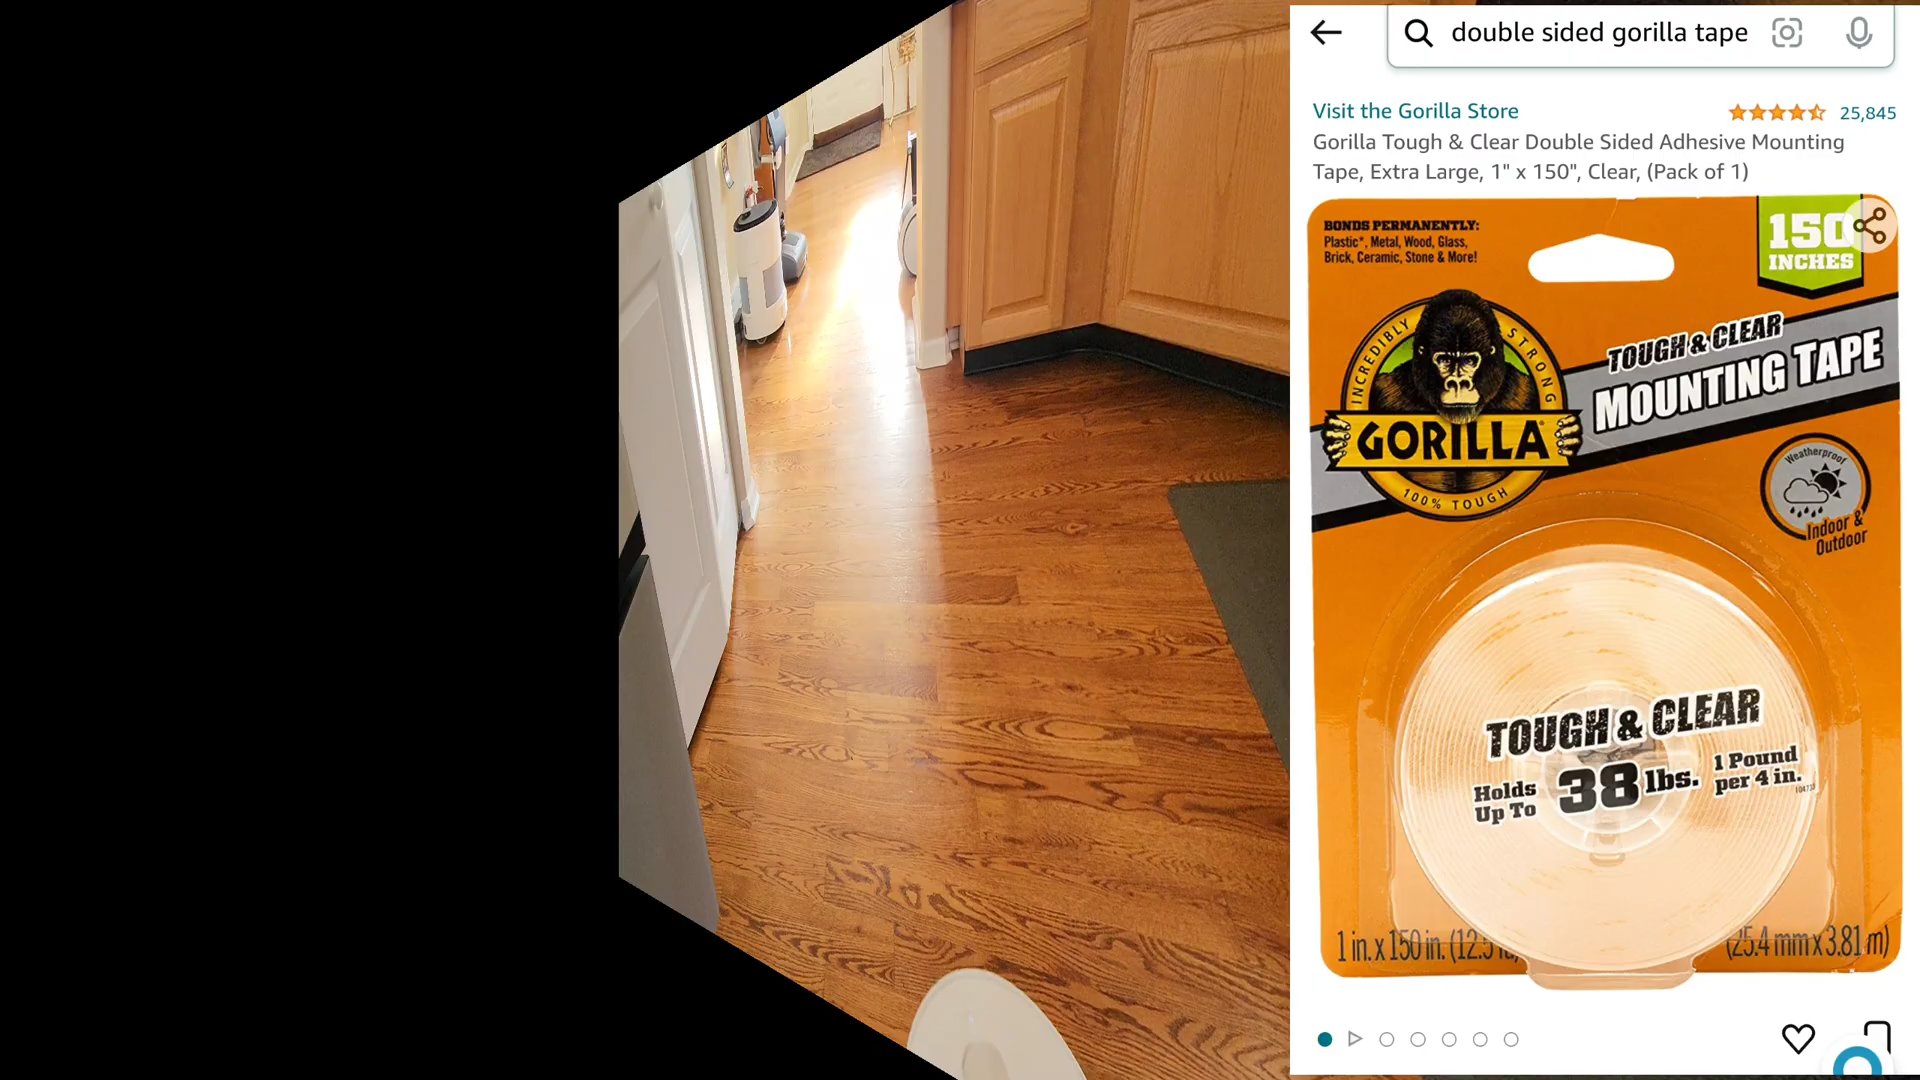 double sided gorilla tape
Visit the Gorilla Store
25,845
Gorilla Tough & Clear Double Sided Adhesive Mounting
Tape, Extra Large, 1" x 150", Clear, (Pack of 1)
BONDS PERMANENTLY:
Plastic*, Metal, Wood, Glass,
Brick, Ceramic, Stone & More!
150
INCHES
INCREDIBLY STRONG
GORILLA
100% TOUGH
TOUGH & CLEAR
MOUNTING TAPE
Weatherproof
Indoor &
Outdoor
TOUGH & CLEAR
Holds
Up To
38 lbs.
1 Pound
per 4 in.
1 in. x 150 in. (12.5
(25.4 mm x 3.81 m)